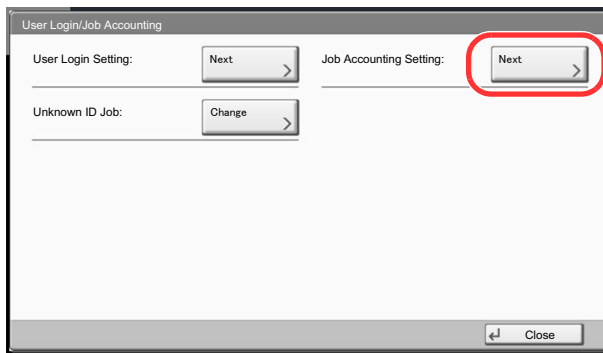 User Login/Job Accounting
User Login Setting: Next Job Accounting Setting: Next
Unknown ID Job: Change
Close